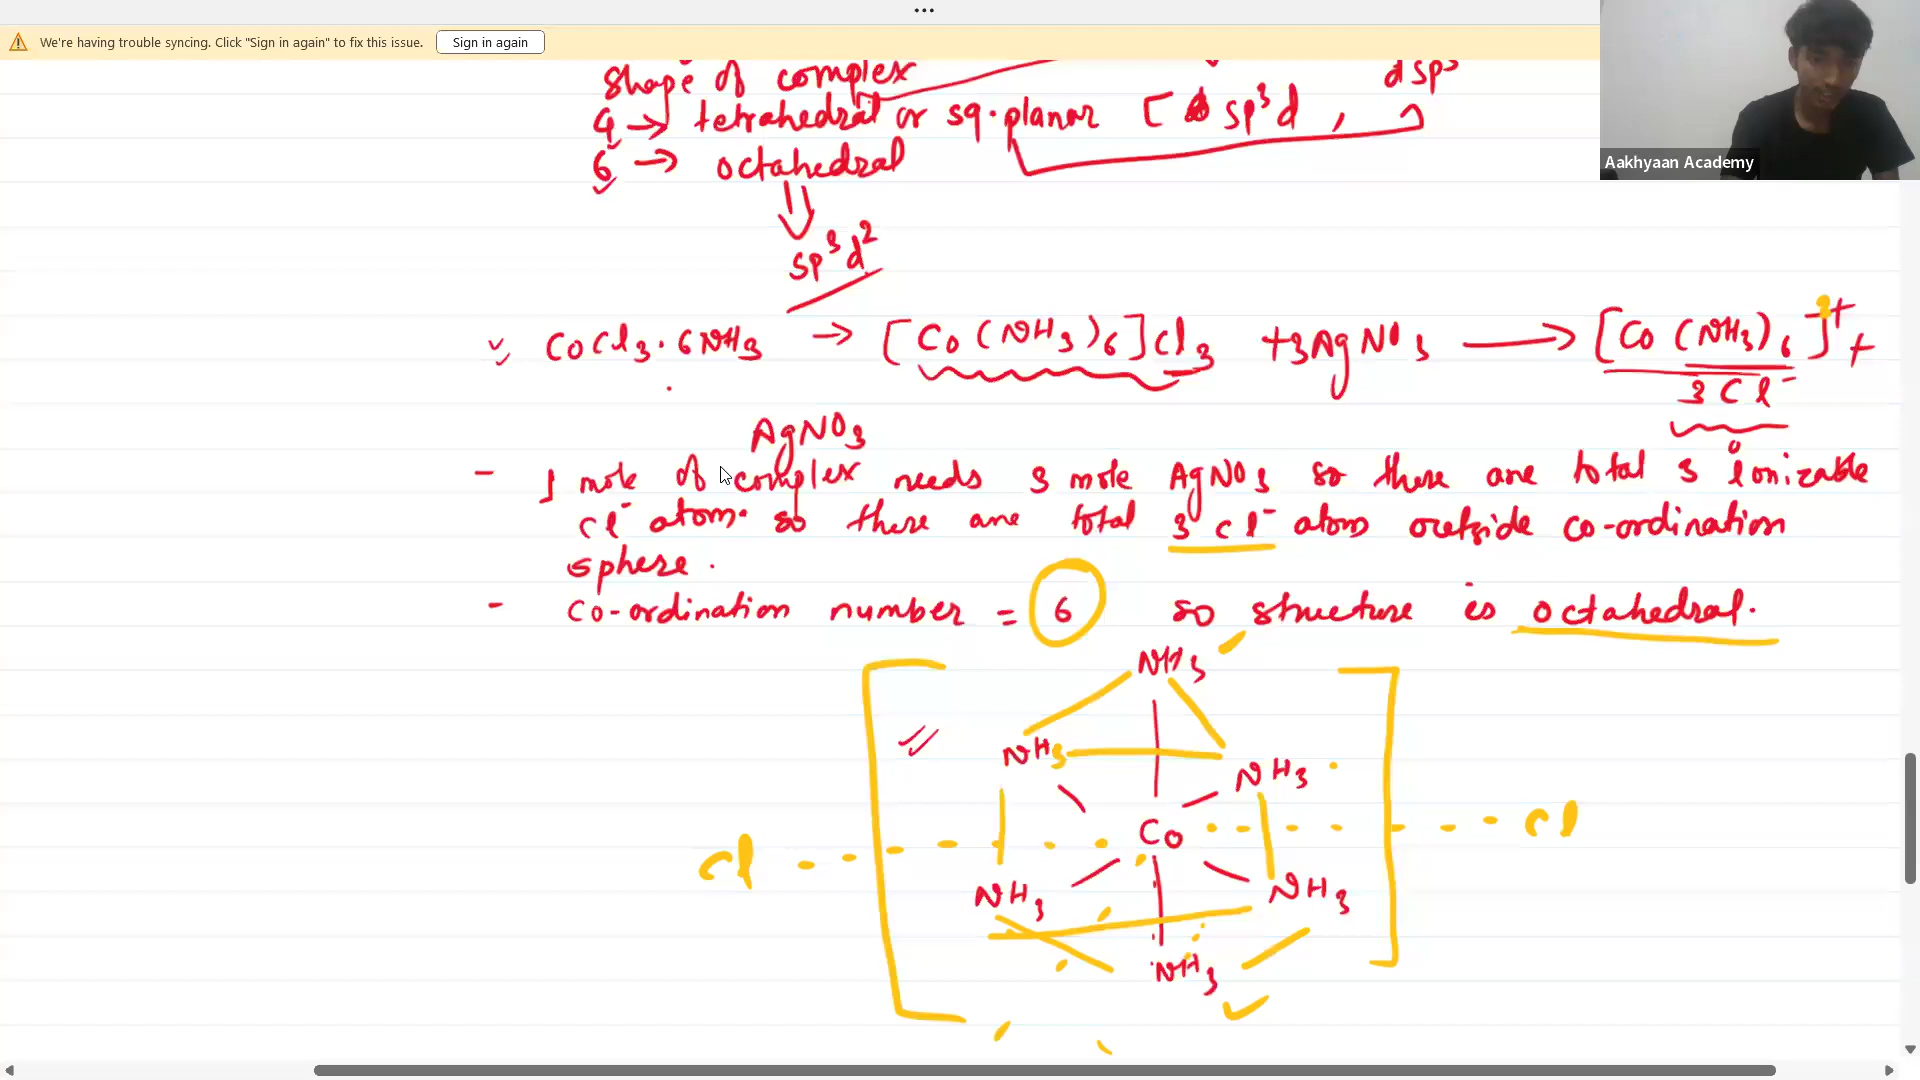 We're having trouble syncing. Click "Sign in again" to fix this issue. Sign in again
Aakhyaan Academy
shape of complex
dsp³
4 → tetrahedral or sq. planar [ sp³d ,
6 → octahedral
sp³d²
CoCl3. 6NH3 → [Co(NH3)6]Cl3 +3AgNO3 → [Co(NH3)6]³⁺ +
3Cl⁻
AgNO3
- 1 mole of complex needs 3 mole AgNO3 so there are total 3 ionizable
Cl⁻ atom. so there are total 3 Cl⁻ atom outside co-ordination
sphere.
- Co-ordination number = 6 so structure is octahedral.
NH3
NH3
NH3
Cl Co Cl
NH3 NH3
NH3